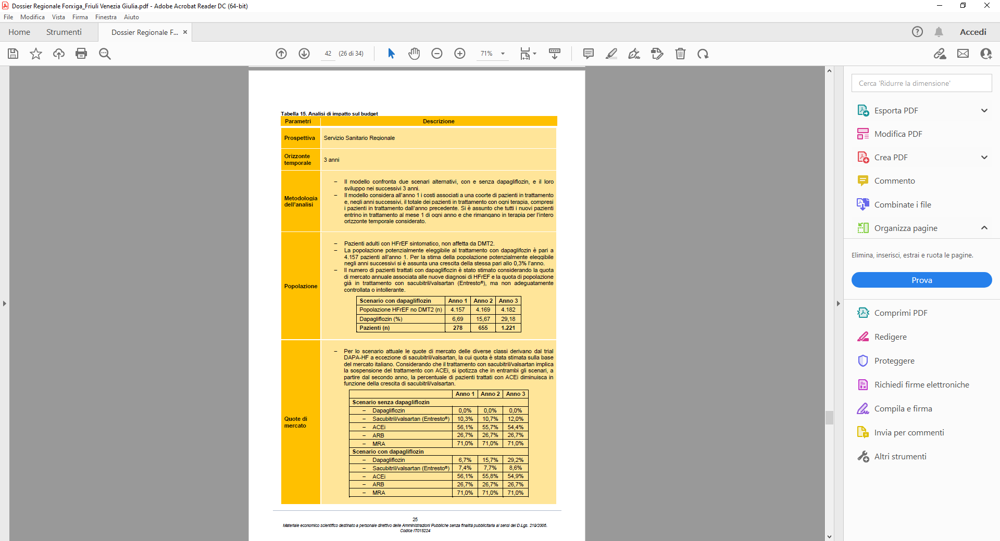 Dossier Regionale Forxiga_Friuli Venezia Giulia.pdf - Adobe Acrobat Reader DC (64-bit)
File Modifica Vista Firma Finestra Aiuto
Home Strumenti Dossier Regionale F... × Accedi
42 (26 di 34) 71%
Cerca 'Ridurre la dimensione'
Esporta PDF
Modifica PDF
Crea PDF
Commento
Combinate i file
Organizza pagine
Elimina, inserisci, estrai e ruota le pagine.
Prova
Comprimi PDF
Redigere
Proteggere
Richiedi firme elettroniche
Compila e firma
Invia per commenti
Altri strumenti
Tabella 15. Analisi di impatto sul budget
Parametri Descrizione
Prospettiva Servizio Sanitario Regionale
Orizzonte
temporale
3 anni
Metodologia
dell'analisi
– Il modello confronta due scenari alternativi, con e senza dapagliflozin, e il loro
sviluppo nei successivi 3 anni.
– Il modello considera all'anno 1 i costi associati a una coorte di pazienti in trattamento
e, negli anni successivi, il totale dei pazienti in trattamento con ogni terapia, compresi
i pazienti in trattamento dall'anno precedente. Si è assunto che tutti i nuovi pazienti
entrino in trattamento al mese 1 di ogni anno e che rimangano in terapia per l'intero
orizzonte temporale considerato.
Popolazione
– Pazienti adulti con HFrEF sintomatico, non affetta da DMT2.
– La popolazione potenzialmente eleggibile al trattamento con dapaglifozin è pari a
4.157 pazienti all'anno 1. Per la stima della popolazione potenzialmente eleggibile
negli anni successivi si è assunta una crescita della stessa pari allo 0,3% l'anno.
– Il numero di pazienti trattati con dapagliflozin è stato stimato considerando la quota
di mercato annuale associata alle nuove diagnosi di HFrEF e la quota di popolazione
già in trattamento con sacubitril/valsartan (Entresto®), ma non adeguatamente
controllata o intollerante.
Scenario con dapagliflozin Anno 1 Anno 2 Anno 3
Popolazione HFrEF no DMT2 (n) 4.157 4.169 4.182
Dapagliflozin (%) 6,69 15,67 29,18
Pazienti (n) 278 655 1.221
Quote di
mercato
– Per lo scenario attuale le quote di mercato delle diverse classi derivano dal trial
DAPA-HF a eccezione di sacubitril/valsartan, la cui quota è stata stimata sulla base
del mercato italiano. Considerando che il trattamento con sacubitril/valsartan implica
la sospensione del trattamento con ACEi, si ipotizza che in entrambi gli scenari, a
partire dal secondo anno, la percentuale di pazienti trattati con ACEi diminuisca in
funzione della crescita di sacubitril/valsartan.
Anno 1 Anno 2 Anno 3
Scenario senza dapagliflozin
– Dapagliflozin 0,0% 0,0% 0,0%
– Sacubitril/valsartan (Entresto®) 10,3% 10,7% 12,0%
– ACEi 56,1% 55,7% 54,4%
– ARB 26,7% 26,7% 26,7%
– MRA 71,0% 71,0% 71,0%
Scenario con dapagliflozin
– Dapagliflozin 6,7% 15,7% 29,2%
– Sacubitril/valsartan (Entresto®) 7,4% 7,7% 8,6%
– ACEi 56,1% 55,8% 54,9%
– ARB 26,7% 26,7% 26,7%
– MRA 71,0% 71,0% 71,0%
25
Materiale economico scientifico destinato a personale direttivo delle Amministrazioni Pubbliche senza finalità pubblicitaria ai sensi del D.Lgs. 219/2006.
Codice IT015224